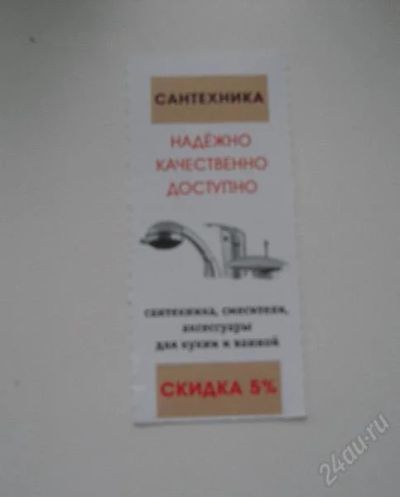 САНТЕХНИКА
НАДЁЖНО
КАЧЕСТВЕННО
ДОСТУПНО
сантехника, смесители,
аксессуары
для кухни и ванной
СКИДКА 5%
24au.ru